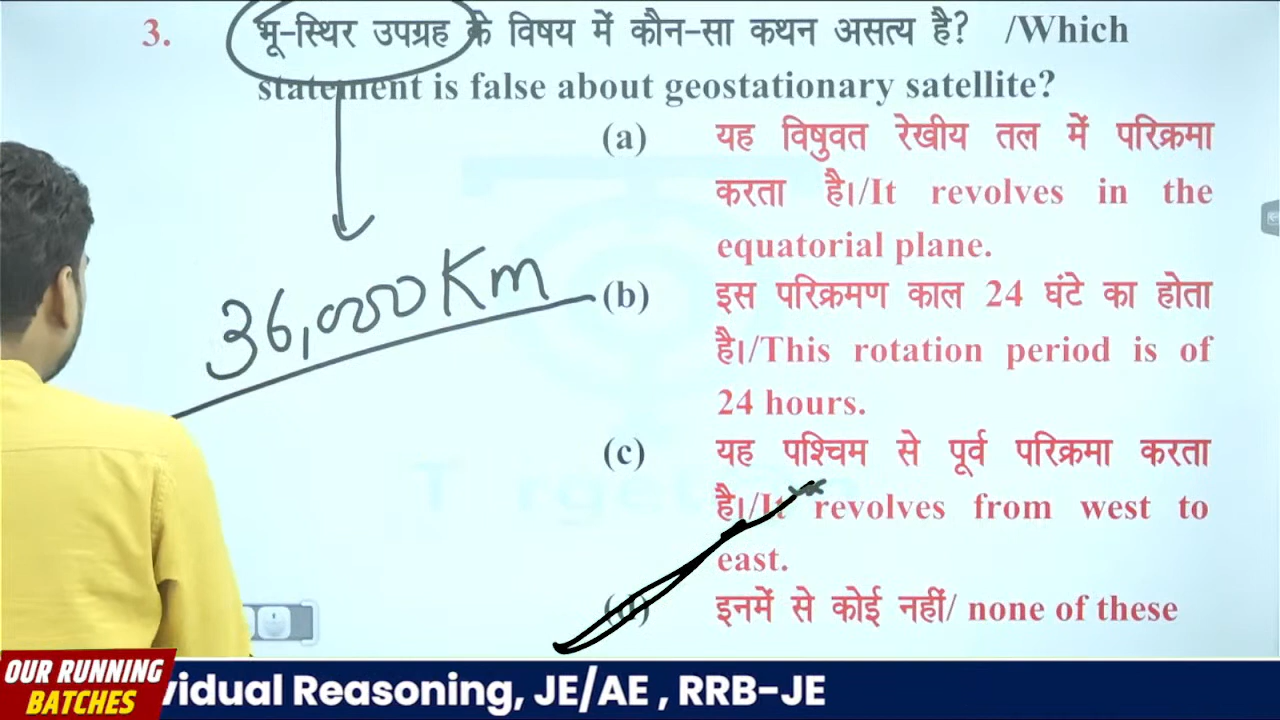 3. भू-स्थिर उपग्रह के विषय में कौन-सा कथन असत्य है? /Which
statement is false about geostationary satellite?
36,000 Km
(a) यह विषुवत रेखीय तल में परिक्रमा
करता है।/It revolves in the
equatorial plane.
(b) इस परिक्रमण काल 24 घंटे का होता
है।/This rotation period is of
24 hours.
(c) यह पश्चिम से पूर्व परिक्रमा करता
है।/It revolves from west to
east.
(d) इनमें से कोई नहीं/ none of these
OUR RUNNING
BATCHES
vidual Reasoning, JE/AE , RRB-JE